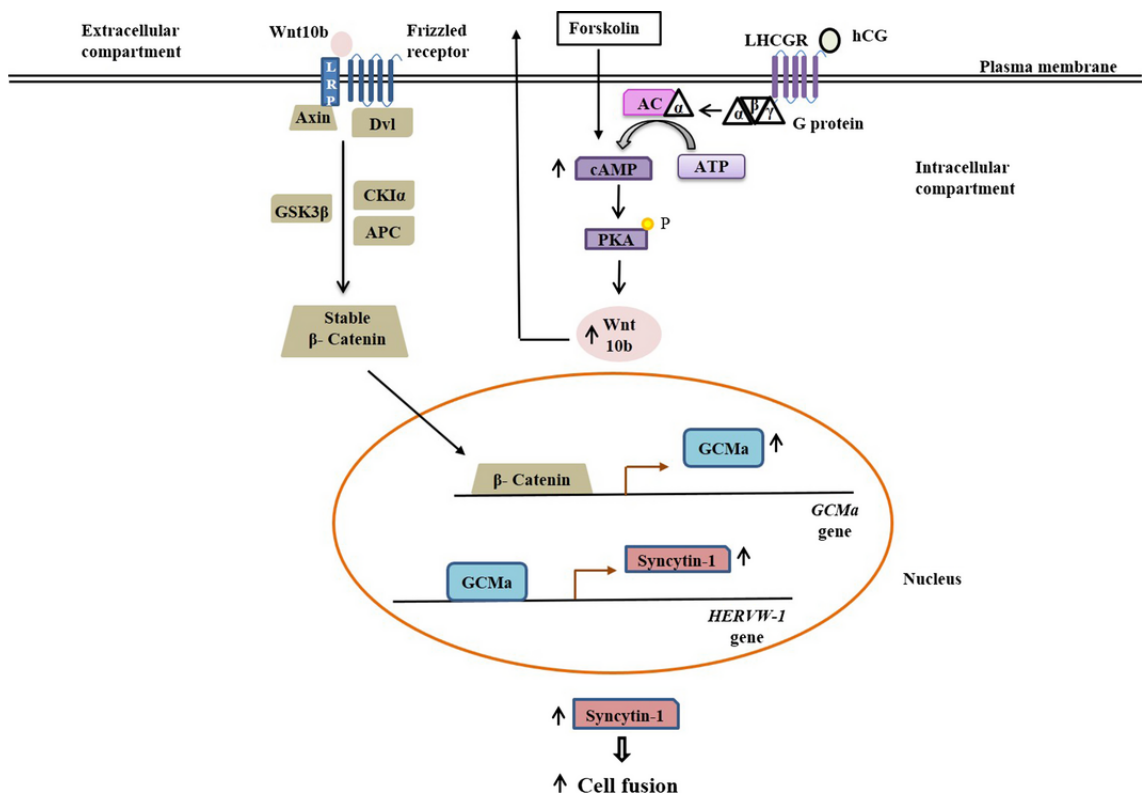 Extracellular
compartment
Wnt10b
Frizzled
receptor
Forskolin
LHCGR
hCG
Plasma membrane
L
R
P
Axin
Dvl
AC
α
α
β
γ
G protein
cAMP
ATP
Intracellular
compartment
GSK3β
CKIα
APC
PKA
P
Stable
β- Catenin
Wnt
10b
GCMa
β- Catenin
GCMa
gene
Syncytin-1
GCMa
Nucleus
HERVW-1
gene
Syncytin-1
Cell fusion